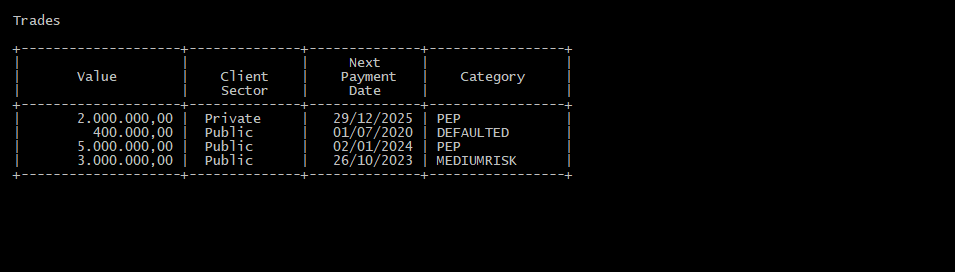 Trades
+--------------------+--------------+--------------+-----------------+
|                    |              |     Next     |                 |
|       Value        |    Client    |    Payment   |    Category     |
|                    |    Sector    |     Date     |                 |
+--------------------+--------------+--------------+-----------------+
|       2.000.000,00 |  Private     |   29/12/2025 | PEP             |
|         400.000,00 |  Public      |   01/07/2020 | DEFAULTED       |
|       5.000.000,00 |  Public      |   02/01/2024 | PEP             |
|       3.000.000,00 |  Public      |   26/10/2023 | MEDIUMRISK      |
+--------------------+--------------+--------------+-----------------+